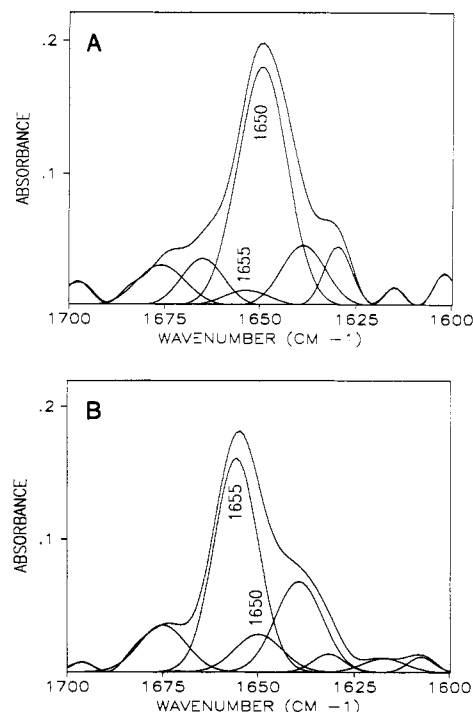 A
.2
.1
ABSORBANCE
1650
1655
1700 1675 1650 1625 1600
WAVENUMBER (CM -1)
B
.2
.1
ABSORBANCE
1655
1650
1700 1675 1650 1625 1600
WAVENUMBER (CM -1)